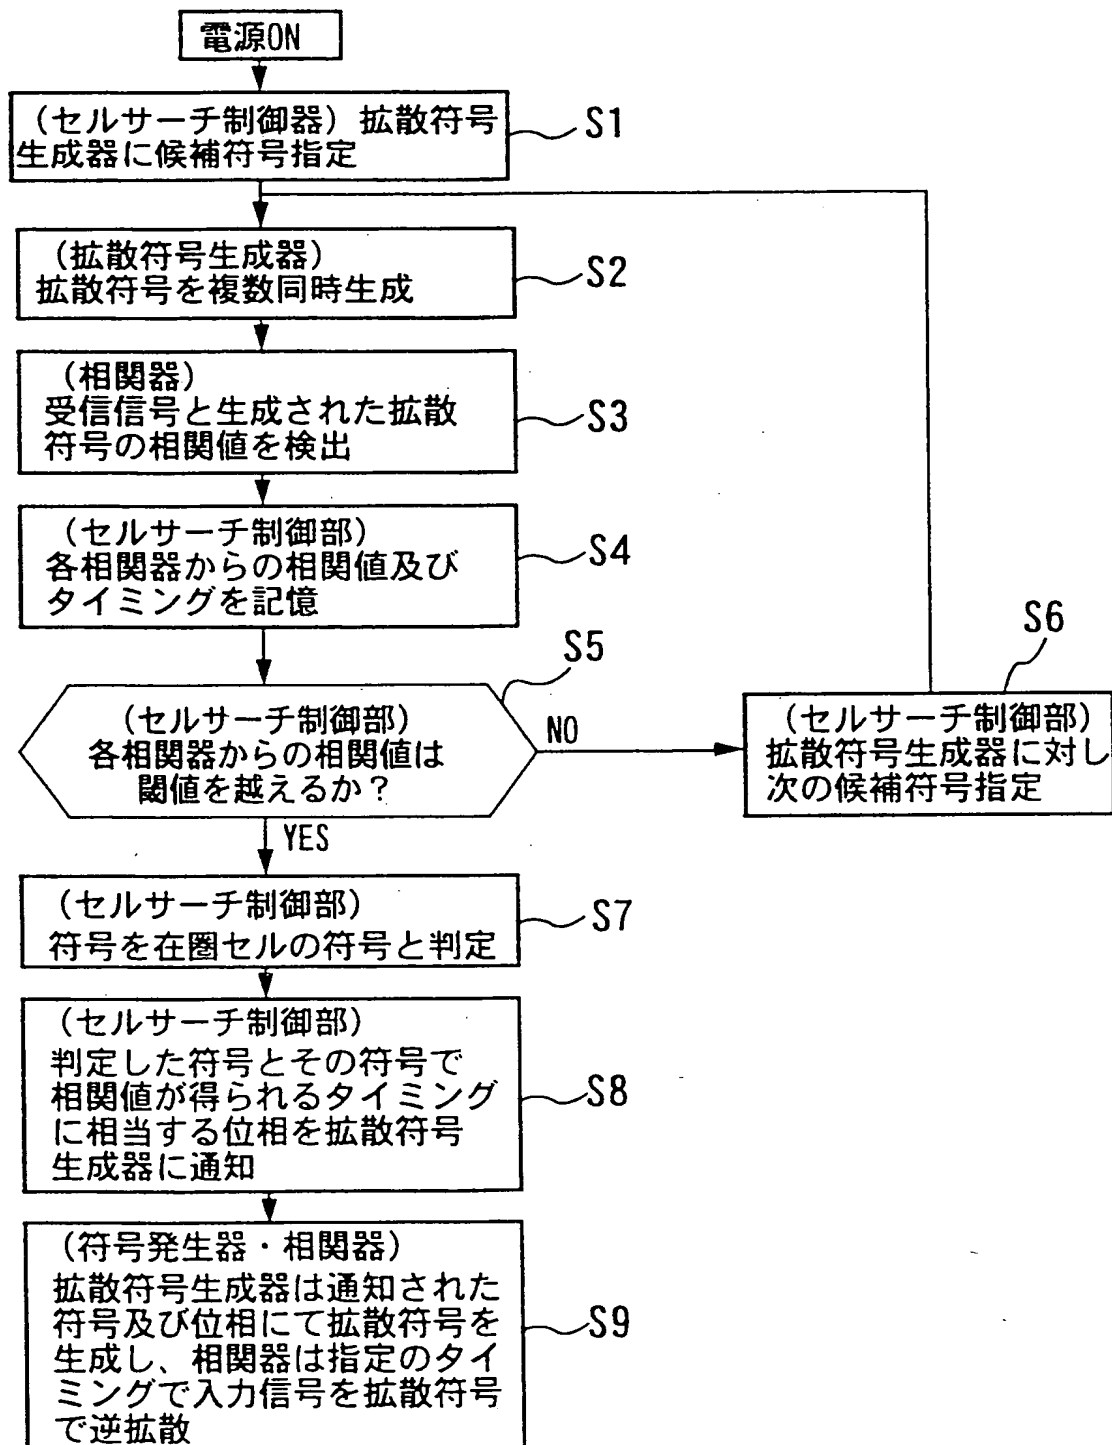 電源ON
(セルサーチ制御器)拡散符号
生成器に候補符号指定
S1
(拡散符号生成器)
拡散符号を複数同時生成
S2
(相関器)
受信信号と生成された拡散
符号の相関値を検出
S3
(セルサーチ制御部)
各相関器からの相関値及び
タイミングを記憶
S4
S5
(セルサーチ制御部)
各相関器からの相関値は
閾値を越えるか?
NO
YES
S6
(セルサーチ制御部)
拡散符号生成器に対し
次の候補符号指定
(セルサーチ制御部)
符号を在圏セルの符号と判定
S7
(セルサーチ制御部)
判定した符号とその符号で
相関値が得られるタイミング
に相当する位相を拡散符号
生成器に通知
S8
(符号発生器・相関器)
拡散符号生成器は通知された
符号及び位相にて拡散符号を
生成し、相関器は指定のタイ
ミングで入力信号を拡散符号
で逆拡散
S9